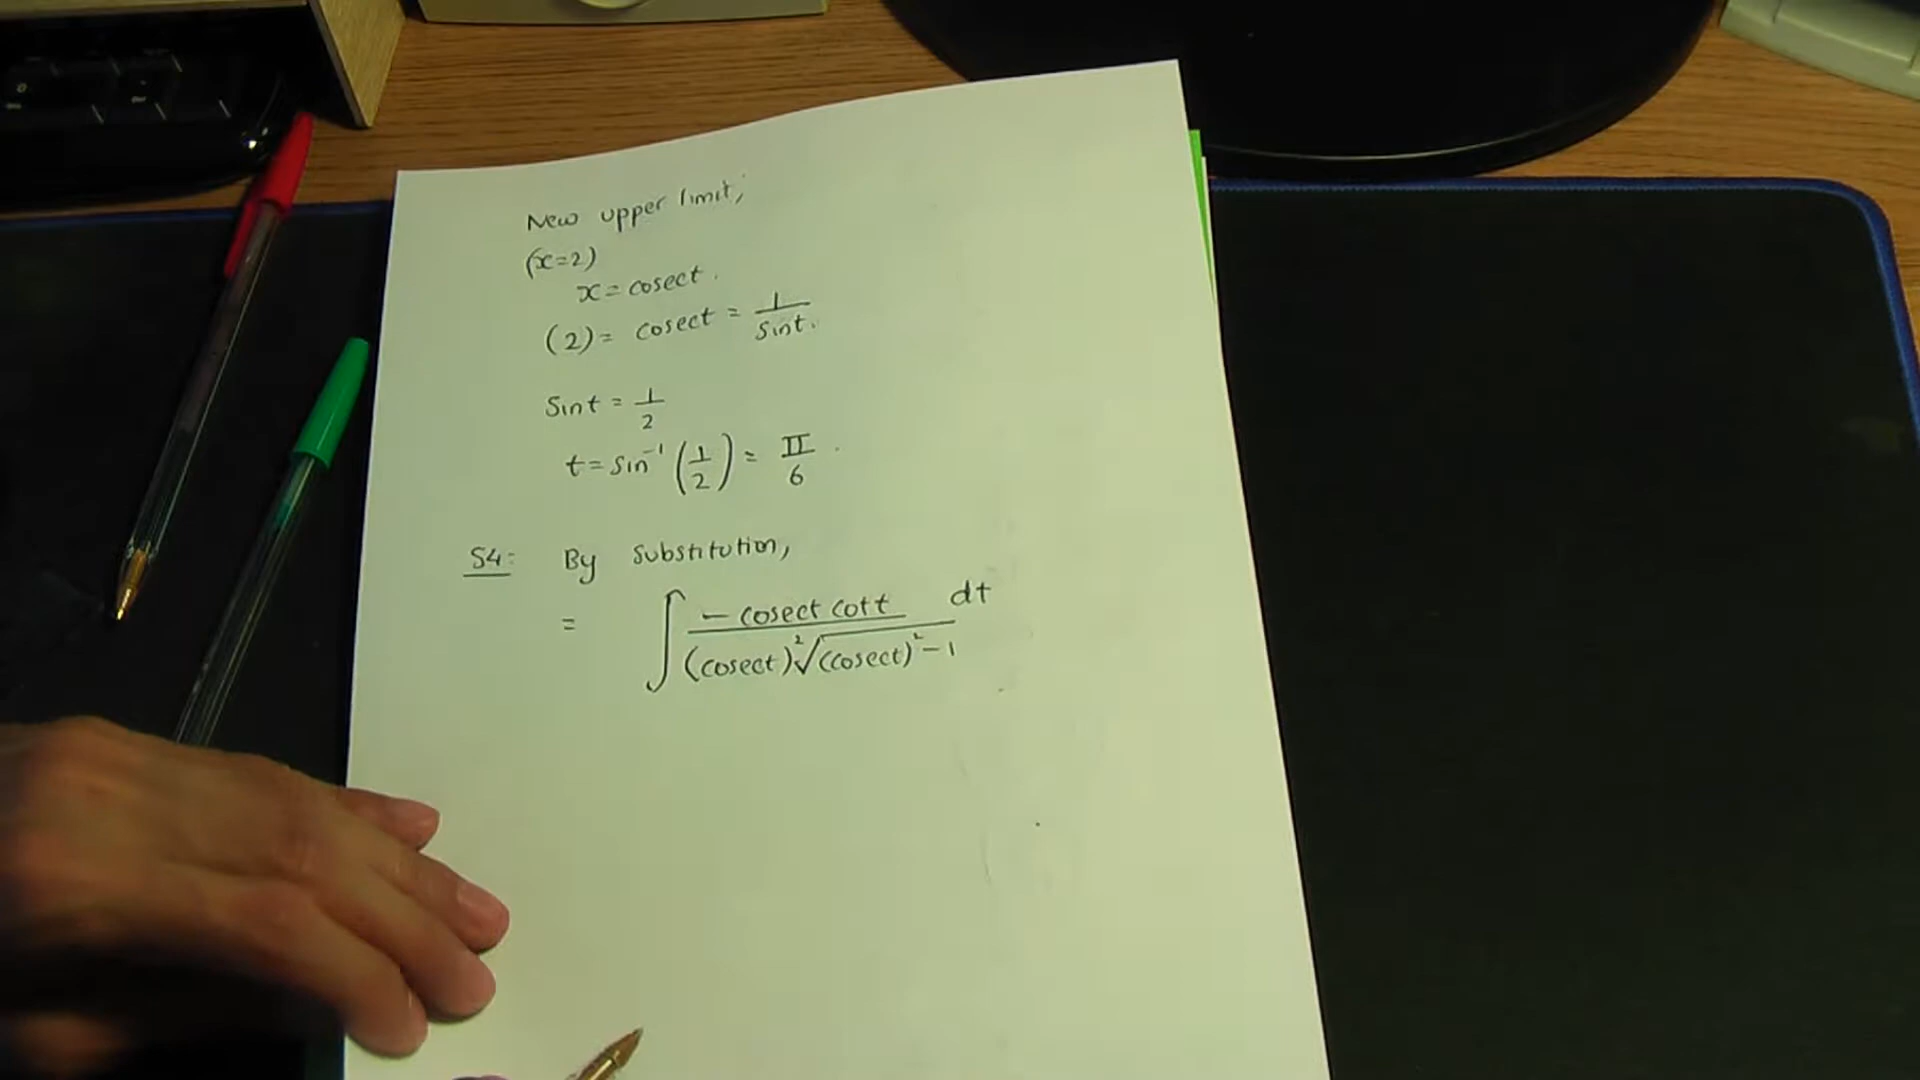 New upper limit,
(x=2)
x = cosect.
(2) = cosect = 1/sint.
sint = 1/2
t = sin⁻¹(1/2) = π/6.
S4: By substitution,
= ∫ -cosect cott / (cosect)²√((cosect)²-1) dt